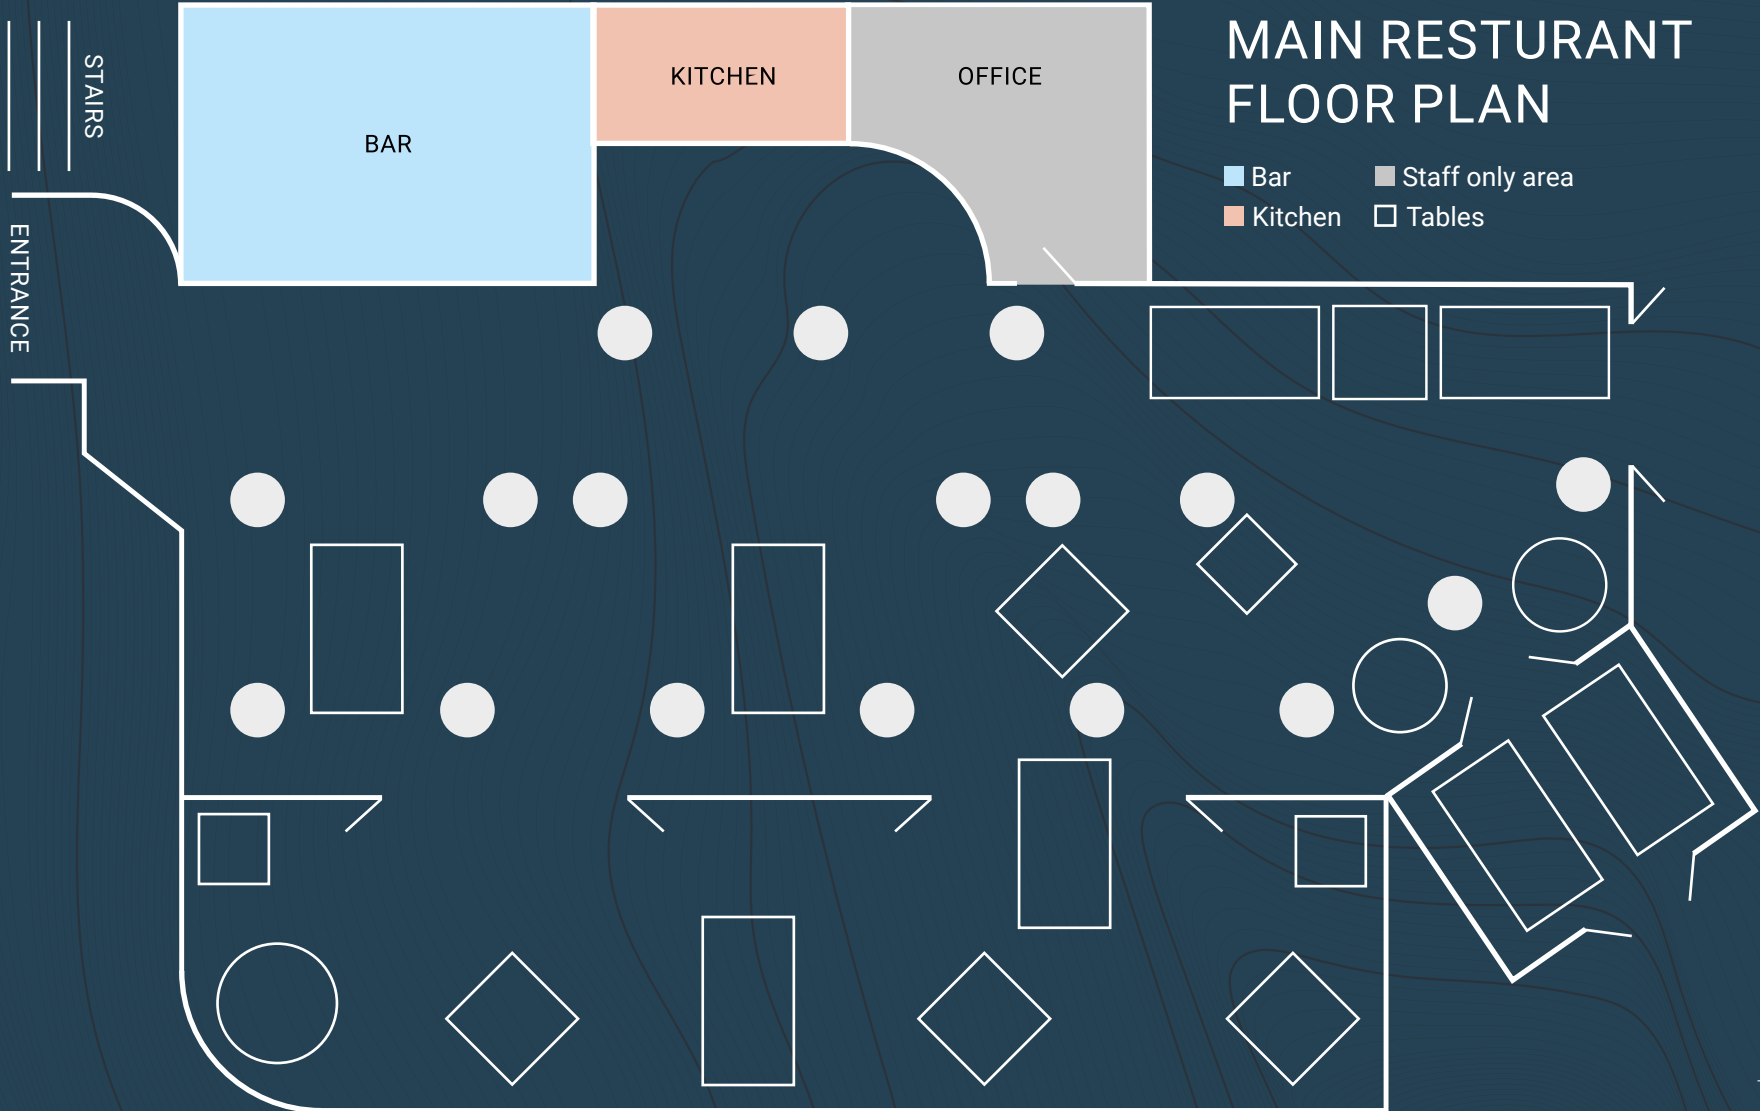 MAIN RESTURANT
FLOOR PLAN
Bar
Staff only area
Kitchen
Tables
STAIRS
BAR
KITCHEN
OFFICE
ENTRANCE